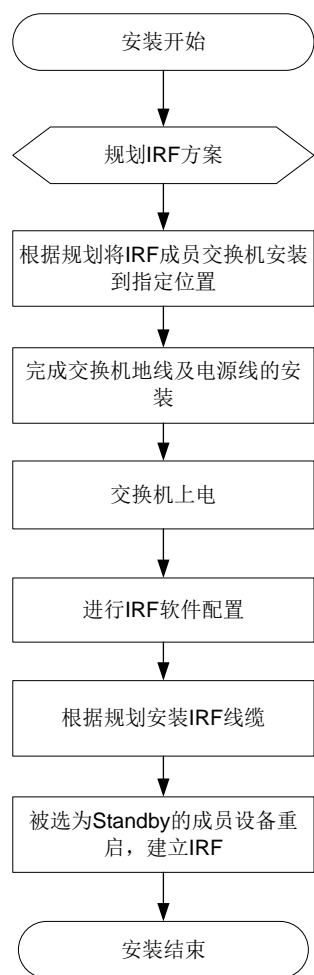 安装开始
规划IRF方案
根据规划将IRF成员交换机安装
到指定位置
完成交换机地线及电源线的安
装
交换机上电
进行IRF软件配置
根据规划安装IRF线缆
被选为Standby的成员设备重
启，建立IRF
安装结束